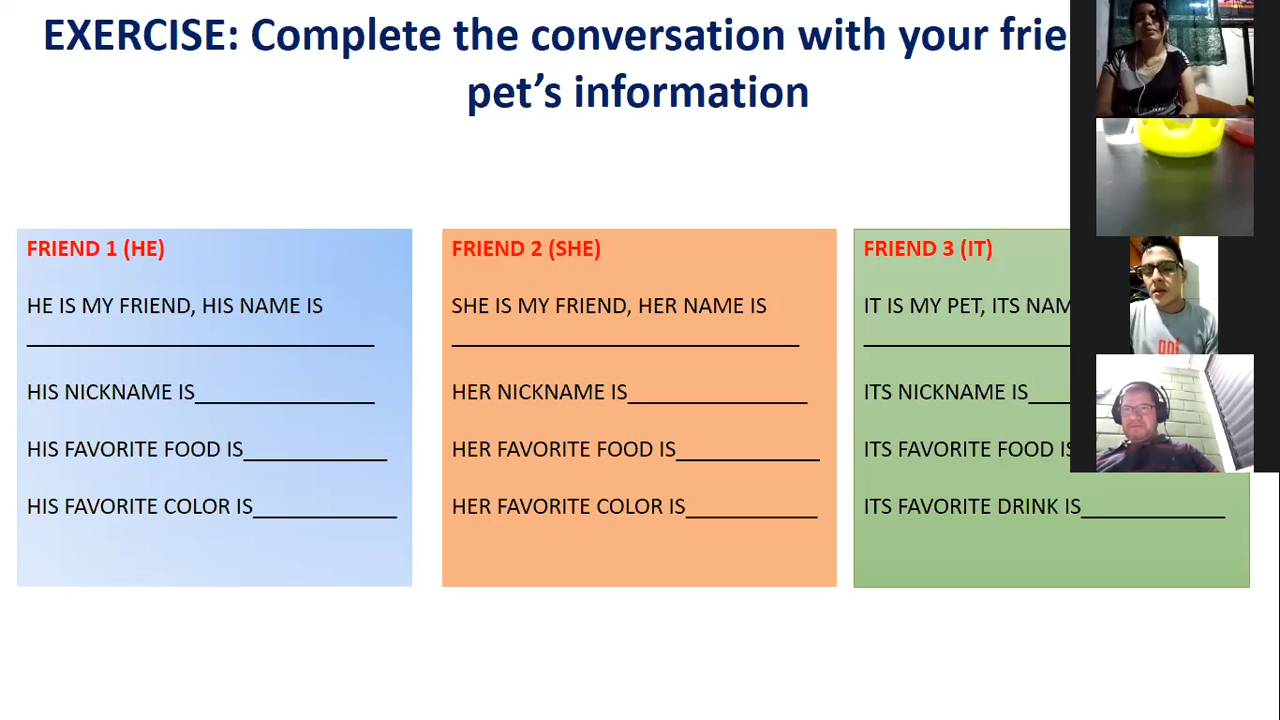 EXERCISE: Complete the conversation with your
pet’s information
FRIEND 1 (HE)
HE IS MY FRIEND, HIS NAME IS
HIS NICKNAME IS
HIS FAVORITE FOOD IS
HIS FAVORITE COLOR IS
FRIEND 2 (SHE)
SHE IS MY FRIEND, HER NAME IS
HER NICKNAME IS
HER FAVORITE FOOD IS
HER FAVORITE COLOR IS
FRIEND 3 (IT)
IT IS MY PET, ITS
ITS NICKNAME IS
ITS FAVORITE FOOD IS
ITS FAVORITE DRINK IS